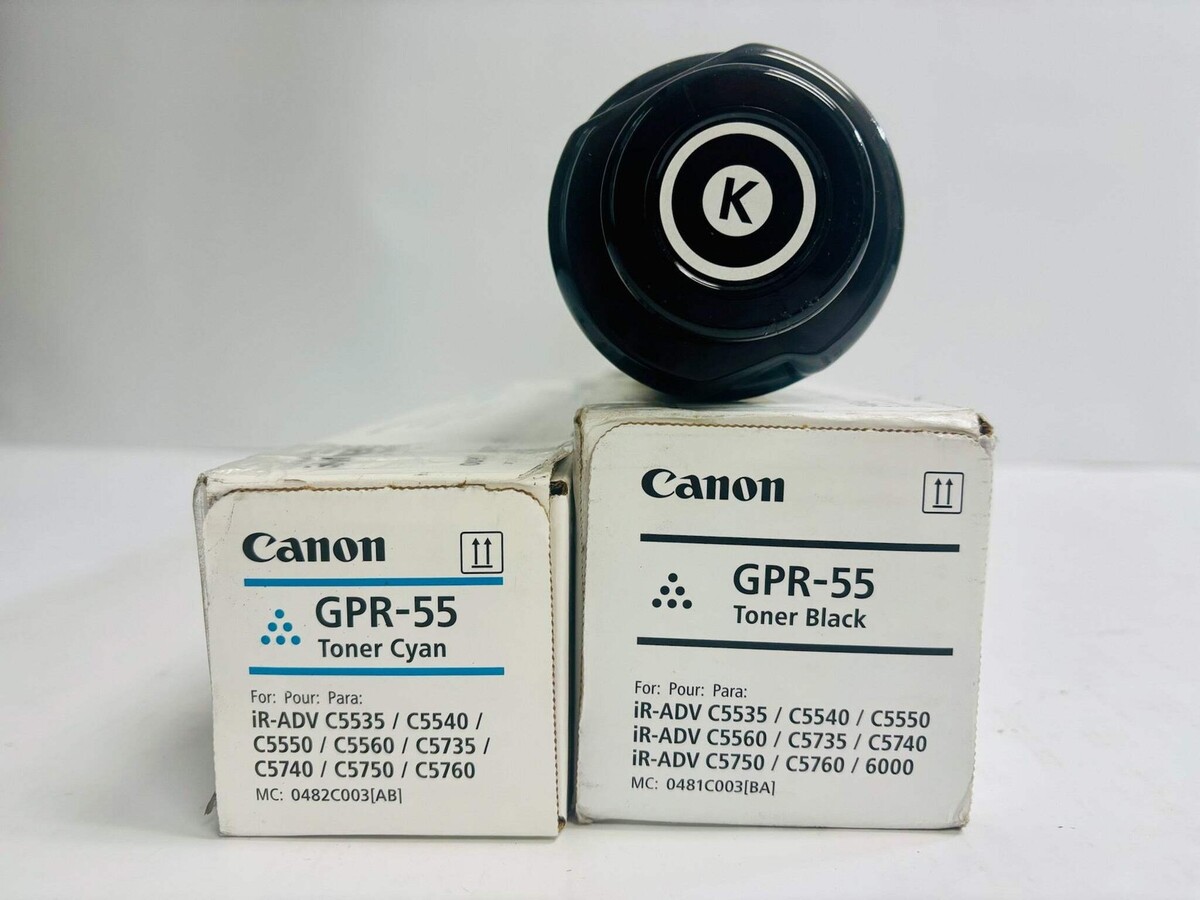 K
Canon
GPR-55
Toner Cyan
For: Pour: Para:
iR-ADV C5535 / C5540 /
C5550 / C5560 / C5735 /
C5740 / C5750 / C5760
MC: 0482C003[AB]
Canon
GPR-55
Toner Black
For: Pour: Para:
iR-ADV C5535 / C5540 / C5550
iR-ADV C5560 / C5735 / C5740
iR-ADV C5750 / C5760 / 6000
MC: 0481C003[BA]